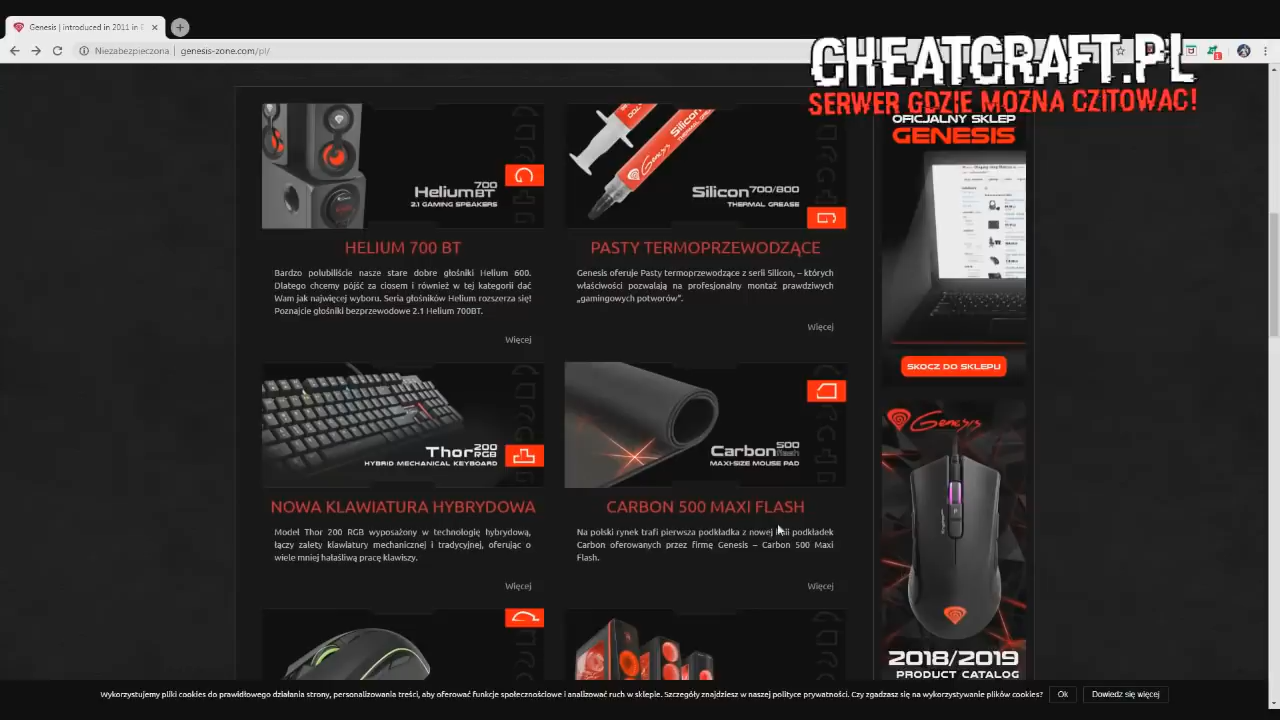 Genesis | introduced in 2011 in E
Niezabezpieczona
genesis-zone.com/pl/
CHEATCRAFT.PL
SERWER GDZIE MOZNA CZITOWAC!
Helium 700 BT
2.1 GAMING SPEAKERS
HELIUM 700 BT
Bardzo polubiliście nasze stare dobre głośniki Helium 600.
Dlatego chcemy pójść za ciosem i również w tej kategorii dać
Wam jak najwięcej wyboru. Seria głośników Helium rozszerza się!
Poznajcie głośniki bezprzewodowe 2.1 Helium 700BT.
Więcej
Genesis
Silicon 700/800
THERMAL GREASE
PASTY TERMOPRZEWODZĄCE
Genesis oferuje Pasty termoprzewodzące z serii Silicon, – których
właściwości pozwalają na profesjonalny montaż prawdziwych
„gamingowych potworów”.
Więcej
Thor 200 RGB
HYBRID MECHANICAL KEYBOARD
NOWA KLAWIATURA HYBRYDOWA
Model Thor 200 RGB wyposażony w technologię hybrydową,
łączy zalety klawiatury mechanicznej i tradycyjnej, oferując o
wiele mniej hałaśliwą pracę klawiszy.
Więcej
Carbon 500 flash
MAXI-SIZE MOUSE PAD
CARBON 500 MAXI FLASH
Na polski rynek trafi pierwsza podkładka z nowej linii podkładek
Carbon oferowanych przez firmę Genesis – Carbon 500 Maxi
Flash.
Więcej
OFICJALNY SKLEP
GENESIS
SKOCZ DO SKLEPU
Genesis
2018/2019
PRODUCT CATALOG
Wykorzystujemy pliki cookies do prawidłowego działania strony, personalizowania treści, aby oferować funkcje społecznościowe i analizować ruch w sklepie. Szczegóły znajdziesz w naszej polityce prywatności. Czy zgadzasz się na wykorzystywanie plików cookies?
Ok
Dowiedz się więcej